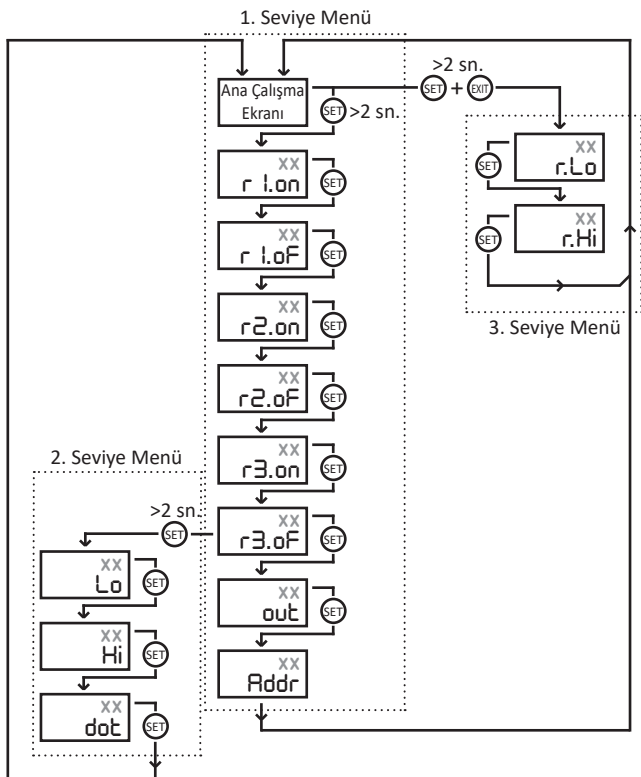 1. Seviye Menü
Ana Çalışma
Ekranı
SET
>2 sn.
>2 sn.
SET
+
EXIT
XX
r1.on
SET
XX
r1.oF
SET
XX
r2.on
SET
XX
r2.oF
SET
XX
r3.on
SET
XX
r3.oF
SET
XX
out
SET
XX
Addr
2. Seviye Menü
>2 sn.
SET
XX
Lo
SET
XX
Hi
SET
XX
dot
SET
XX
r.Lo
SET
XX
r.Hi
SET
3. Seviye Menü